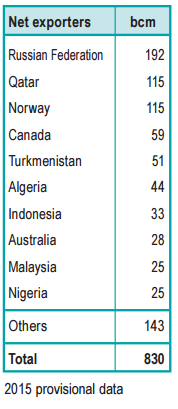 Net exporters bcm
Russian Federation 192
Qatar 115
Norway 115
Canada 59
Turkmenistan 51
Algeria 44
Indonesia 33
Australia 28
Malaysia 25
Nigeria 25
Others 143
Total 830
2015 provisional data